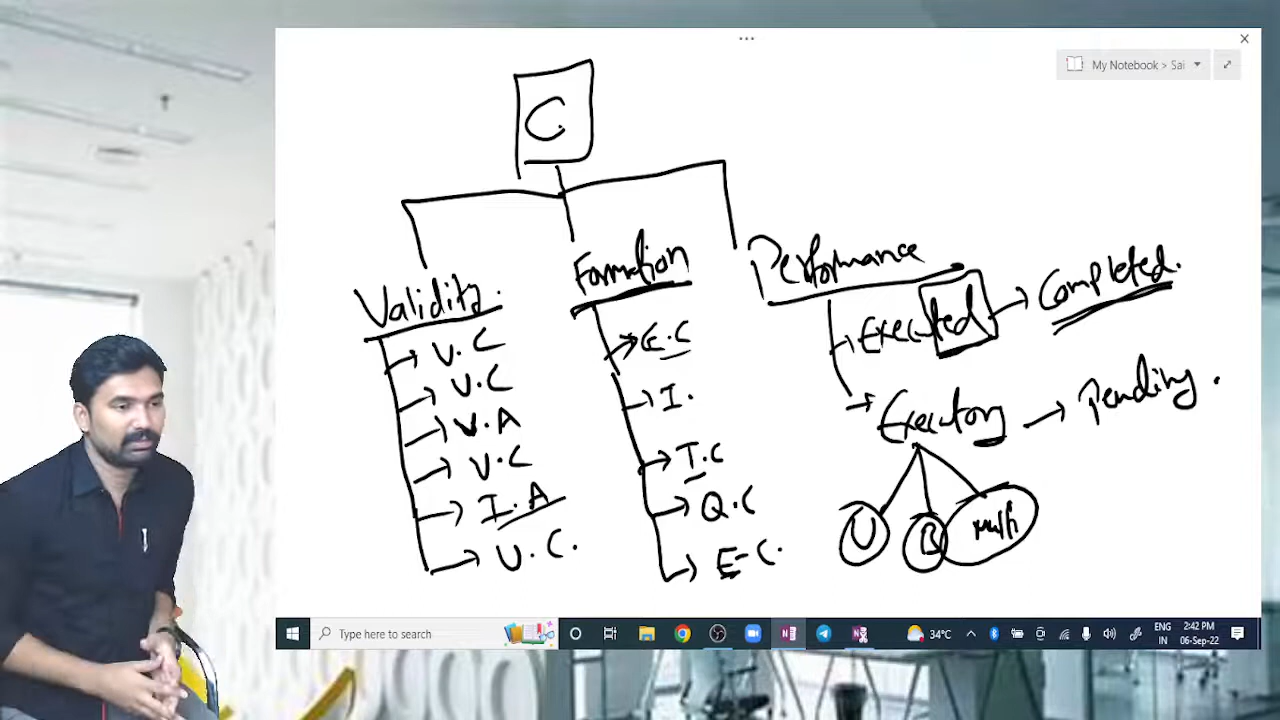 My Notebook > Sai
C
Validity.
V.C
V.C
V.A
V.C
I.A
U.C.
Formation
E.C
I.
I.C
Q.C
E-C.
Performance
Executed → Completed.
Executory → Pending.
U
B
Multi
Type here to search
34°C
ENG
IN
2:42 PM
06-Sep-22